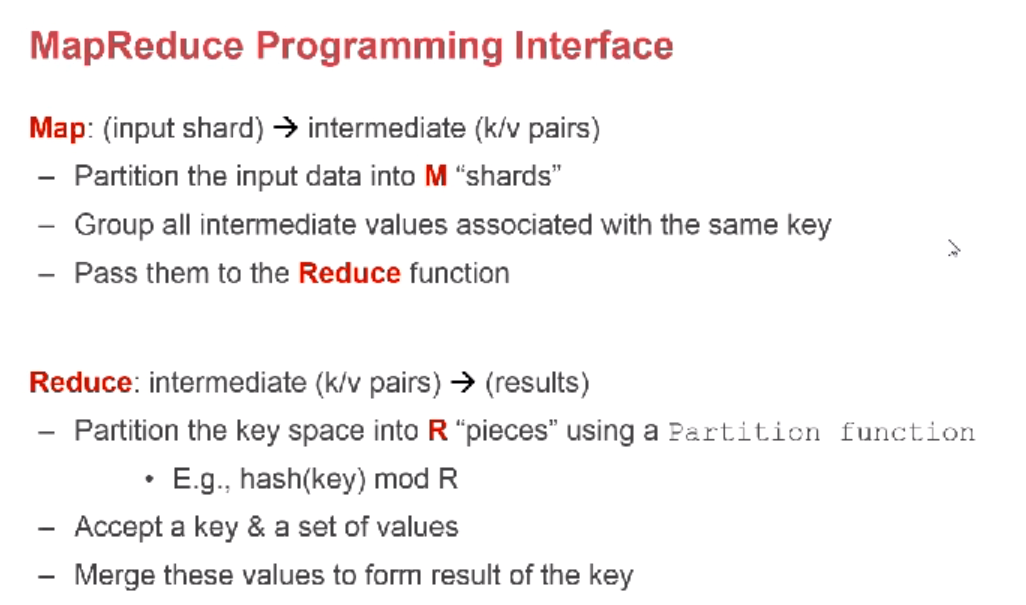 MapReduce Programming Interface
Map: (input shard) → intermediate (k/v pairs)
– Partition the input data into M “shards”
– Group all intermediate values associated with the same key
– Pass them to the Reduce function
Reduce: intermediate (k/v pairs) → (results)
– Partition the key space into R “pieces” using a Partition function
• E.g., hash(key) mod R
– Accept a key & a set of values
– Merge these values to form result of the key